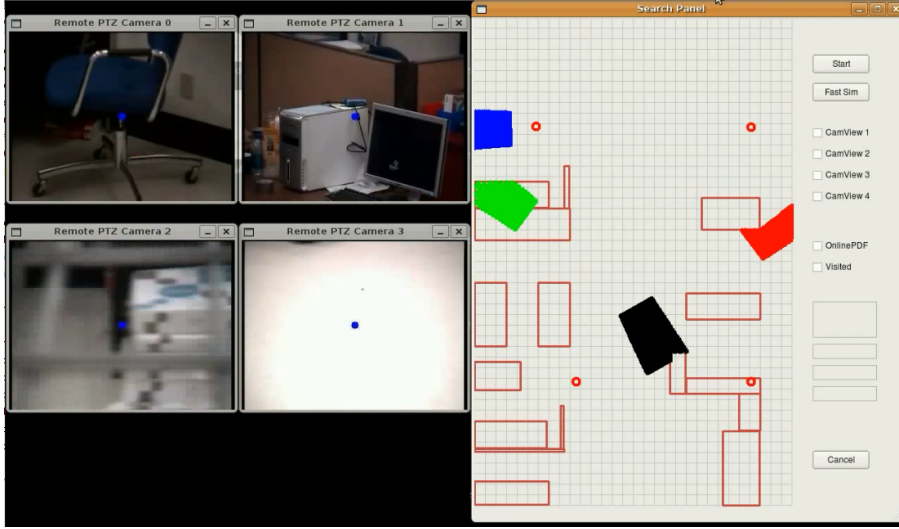 Remote PTZ Camera 0
Remote PTZ Camera 1
Search Panel
Start
Fast Sim
CamView 1
CamView 2
CamView 3
CamView 4
Remote PTZ Camera 2
Remote PTZ Camera 3
OnlinePDF
Visited
Cancel